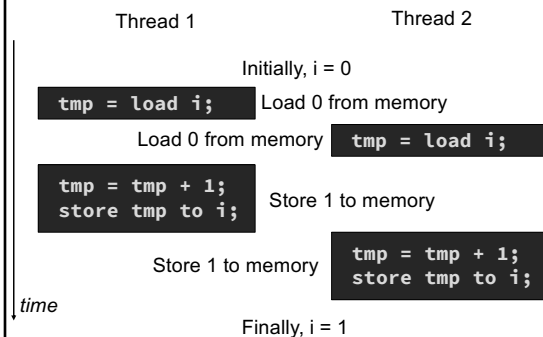 Thread 1
Thread 2
Initially, i = 0
tmp = load i;
Load 0 from memory
Load 0 from memory
tmp = load i;
tmp = tmp + 1;
store tmp to i;
Store 1 to memory
Store 1 to memory
tmp = tmp + 1;
store tmp to i;
time
Finally, i = 1